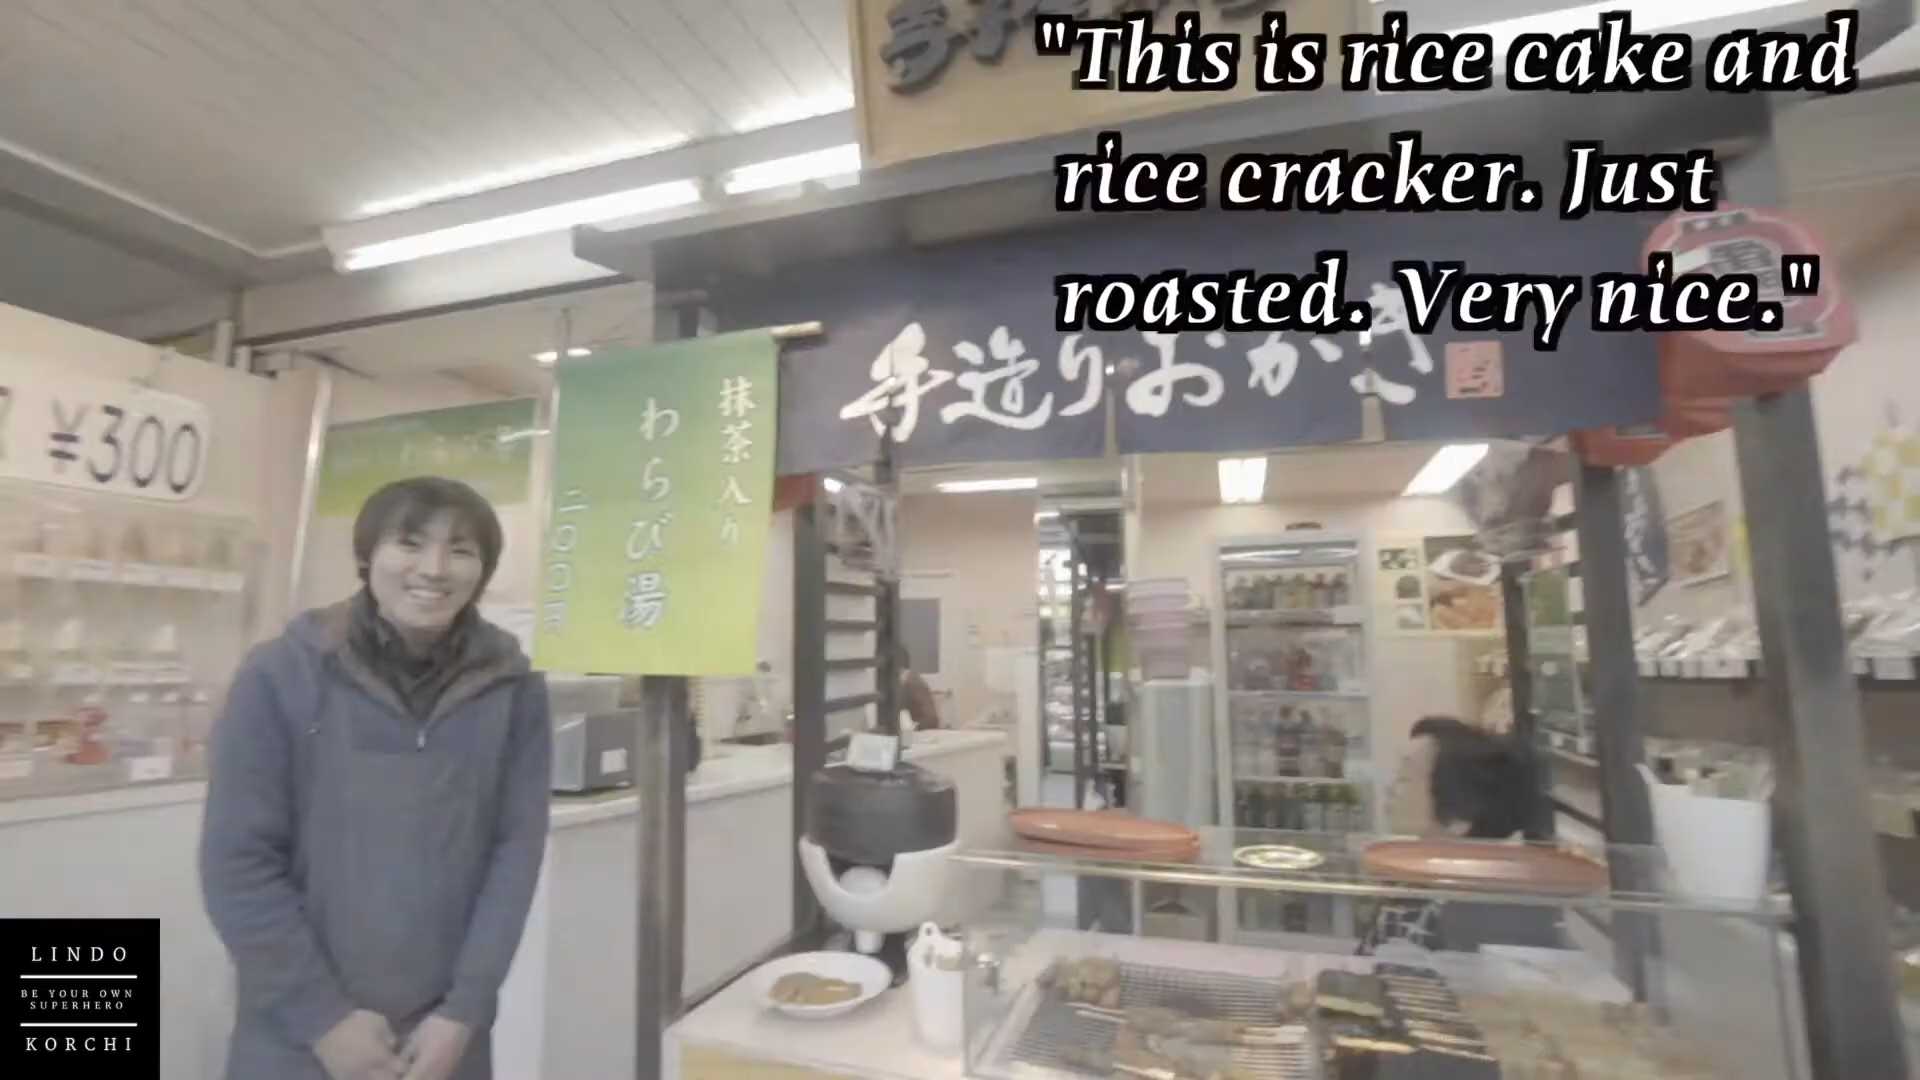 "This is rice cake and
rice cracker. Just
roasted. Very nice."
手造りおかき
¥300
抹茶入り
わらび湯
二〇〇円
LINDO
BE YOUR OWN
SUPERHERO
KORCHI